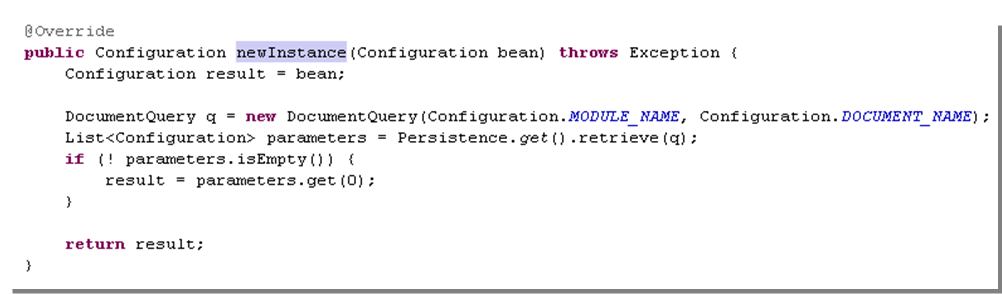 @Override
public Configuration newInstance(Configuration bean) throws Exception {
    Configuration result = bean;

    DocumentQuery q = new DocumentQuery(Configuration.MODULE_NAME, Configuration.DOCUMENT_NAME);
    List<Configuration> parameters = Persistence.get().retrieve(q);
    if (! parameters.isEmpty()) {
        result = parameters.get(0);
    }

    return result;
}